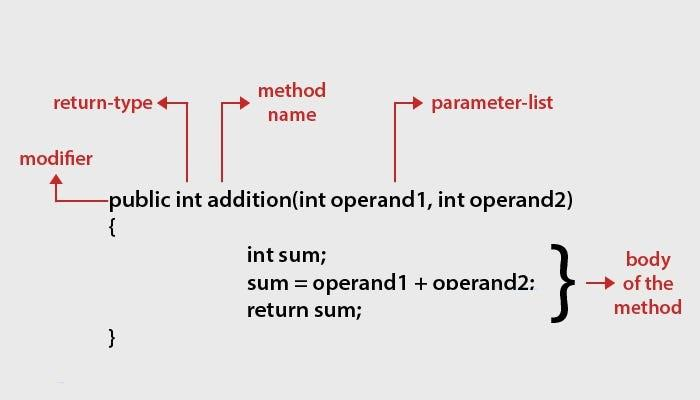 return-type
method
name
parameter-list
modifier
public int addition(int operand1, int operand2)
{
int sum;
sum = operand1 + operand2;
return sum;
}
body
of the
method
}